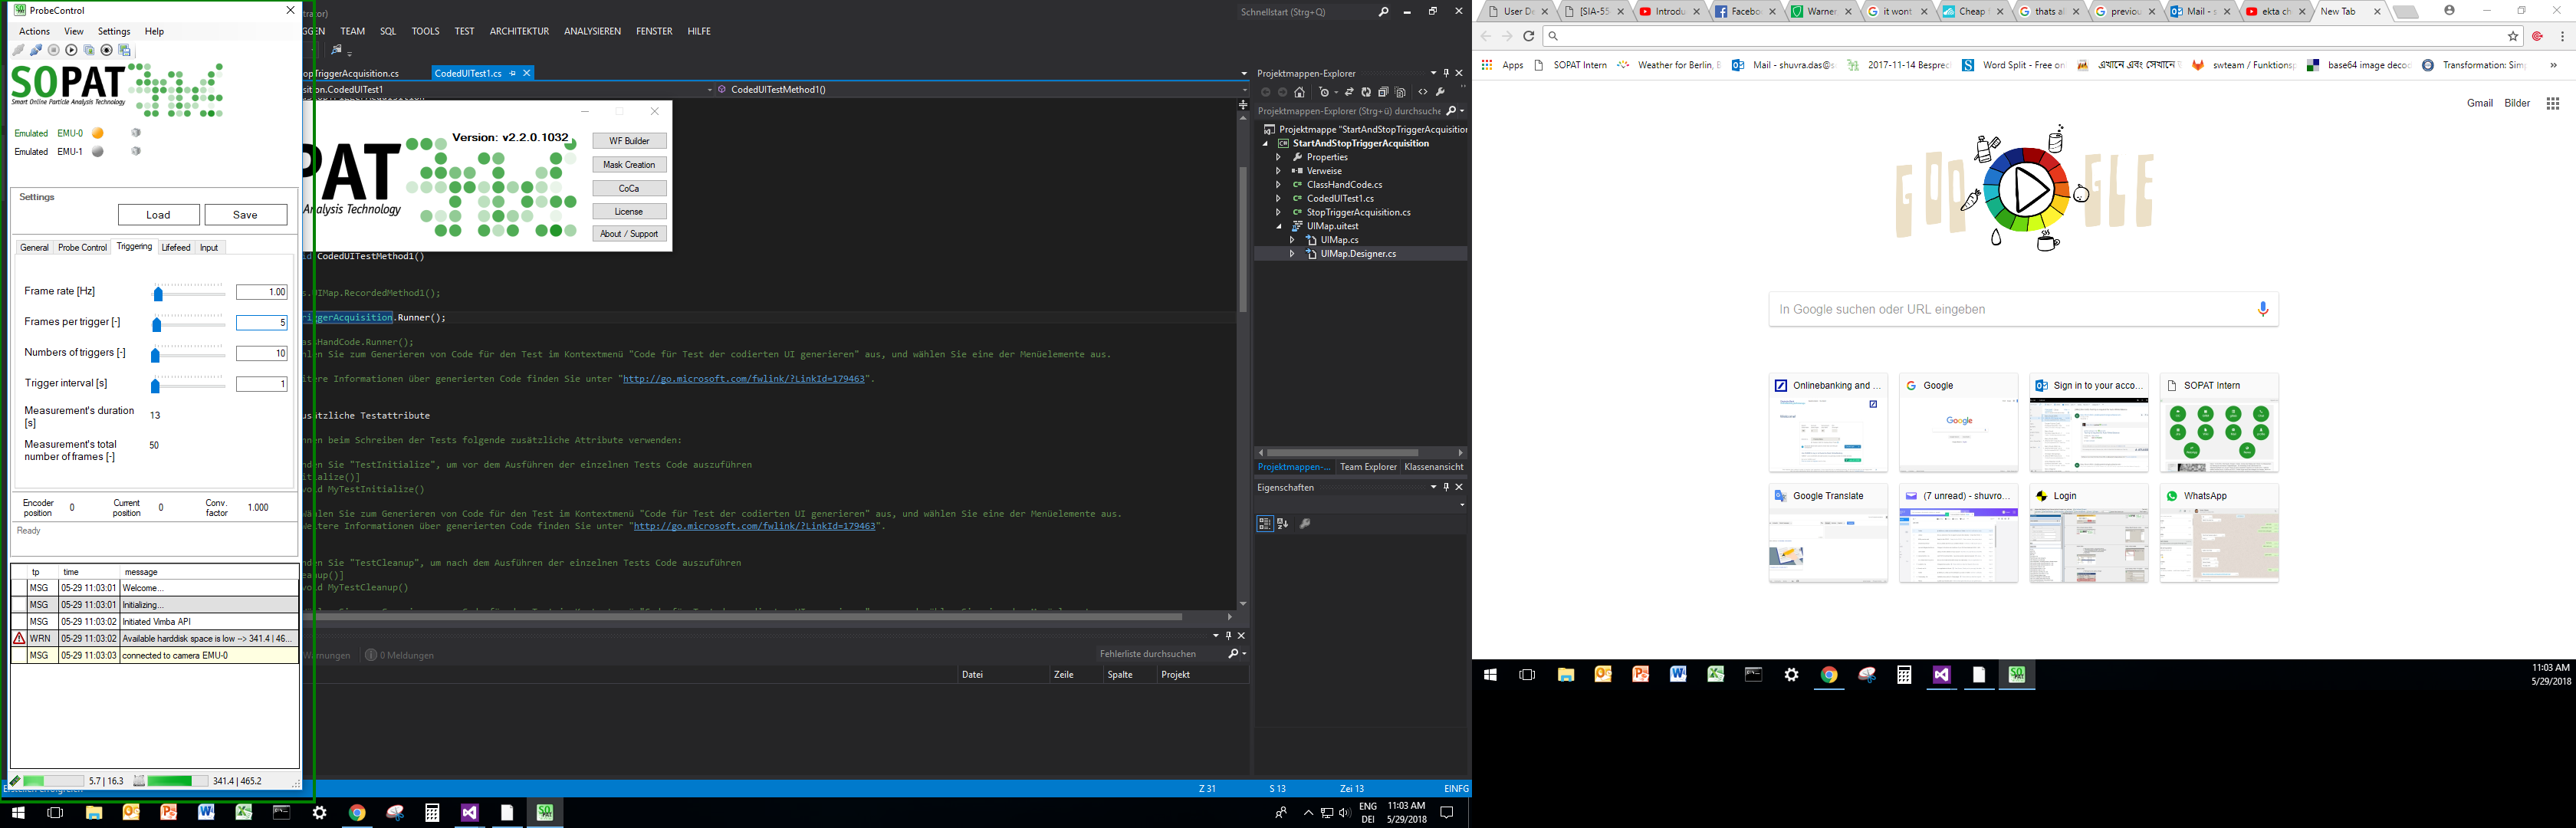 ProbeControl
Actions View Settings Help
SOPAT
Smart Online Particle Analysis Technology
Emulated EMU-0
Emulated EMU-1
Settings
Load Save
General Probe Control Triggering Lifefeed Input
Frame rate [Hz] 1.00
Frames per trigger [-] 5
Numbers of triggers [-] 10
Trigger interval [s] 1
Measurement's duration [s] 13
Measurement's total number of frames [-] 50
Encoder position 0 Current position 0 Conv. factor 1.000
Ready
tp time message
MSG 05-29 11:03:01 Welcome...
MSG 05-29 11:03:01 Initializing...
MSG 05-29 11:03:02 Initiated Vimba API
WRN 05-29 11:03:02 Available harddisk space is low --> 341.4 | 46...
MSG 05-29 11:03:03 connected to camera EMU-0
5.7 | 16.3 341.4 | 465.2
trator)
Schnellstart (Strg+Q)
GGEN TEAM SQL TOOLS TEST ARCHITEKTUR ANALYSIEREN FENSTER HILFE
opTriggerAcquisition.cs CodedUITest1.cs
sition.CodedUITest1 CodedUITestMethod1()
PAT
Analysis Technology
Version: v2.2.0.1032
WF Builder
Mask Creation
CoCa
License
About / Support
d CodedUITestMethod1()
s.UIMap.RecordedMethod1();
iggerAcquisition.Runner();
assHandCode.Runner();
hlen Sie zum Generieren von Code für den Test im Kontextmenü "Code für Test der codierten UI generieren" aus, und wählen Sie eine der Menüelemente aus.
itere Informationen über generierten Code finden Sie unter "http://go.microsoft.com/fwlink/?LinkId=179463".
usätzliche Testattribute
nnen beim Schreiben der Tests folgende zusätzliche Attribute verwenden:
nden Sie "TestInitialize", um vor dem Ausführen der einzelnen Tests Code auszuführen
itialize()]
void MyTestInitialize()
Wählen Sie zum Generieren von Code für den Test im Kontextmenü "Code für Test der codierten UI generieren" aus, und wählen Sie eine der Menüelemente aus.
Weitere Informationen über generierten Code finden Sie unter "http://go.microsoft.com/fwlink/?LinkId=179463".
nden Sie "TestCleanup", um nach dem Ausführen der einzelnen Tests Code auszuführen
eanup()]
void MyTestCleanup()
Warnungen 0 Meldungen
Fehlerliste durchsuchen
Datei Zeile Spalte Projekt
Z 31 S 13 Zei 13 EINFG
Projektmappen-Explorer
Projektmappen-Explorer (Strg+ü) durchsuche
Projektmappe "StartAndStopTriggerAcquisition
StartAndStopTriggerAcquisition
Properties
Verweise
ClassHandCode.cs
CodedUITest1.cs
StopTriggerAcquisition.cs
UIMap.uitest
UIMap.cs
UIMap.Designer.cs
Projektmappen-... Team Explorer Klassenansicht
Eigenschaften
ENG
DEI
11:03 AM
5/29/2018
User De [SIA-55 Introdu Facebo Warner it wont Cheap thats al previou Mail - s ekta ch New Tab
Apps SOPAT Intern Weather for Berlin, B Mail - shuvra.das@s 2017-11-14 Bespre Word Split - Free on এখানে এবং সেখানে swteam / Funktionsp base64 image decod Transformation: Sim »
Gmail Bilder
GOOGLE
In Google suchen oder URL eingeben
Onlinebanking and ...
Google
Sign in to your acco...
SOPAT Intern
Google Translate
(7 unread) - shuvro...
Login
WhatsApp
11:03 AM
5/29/2018